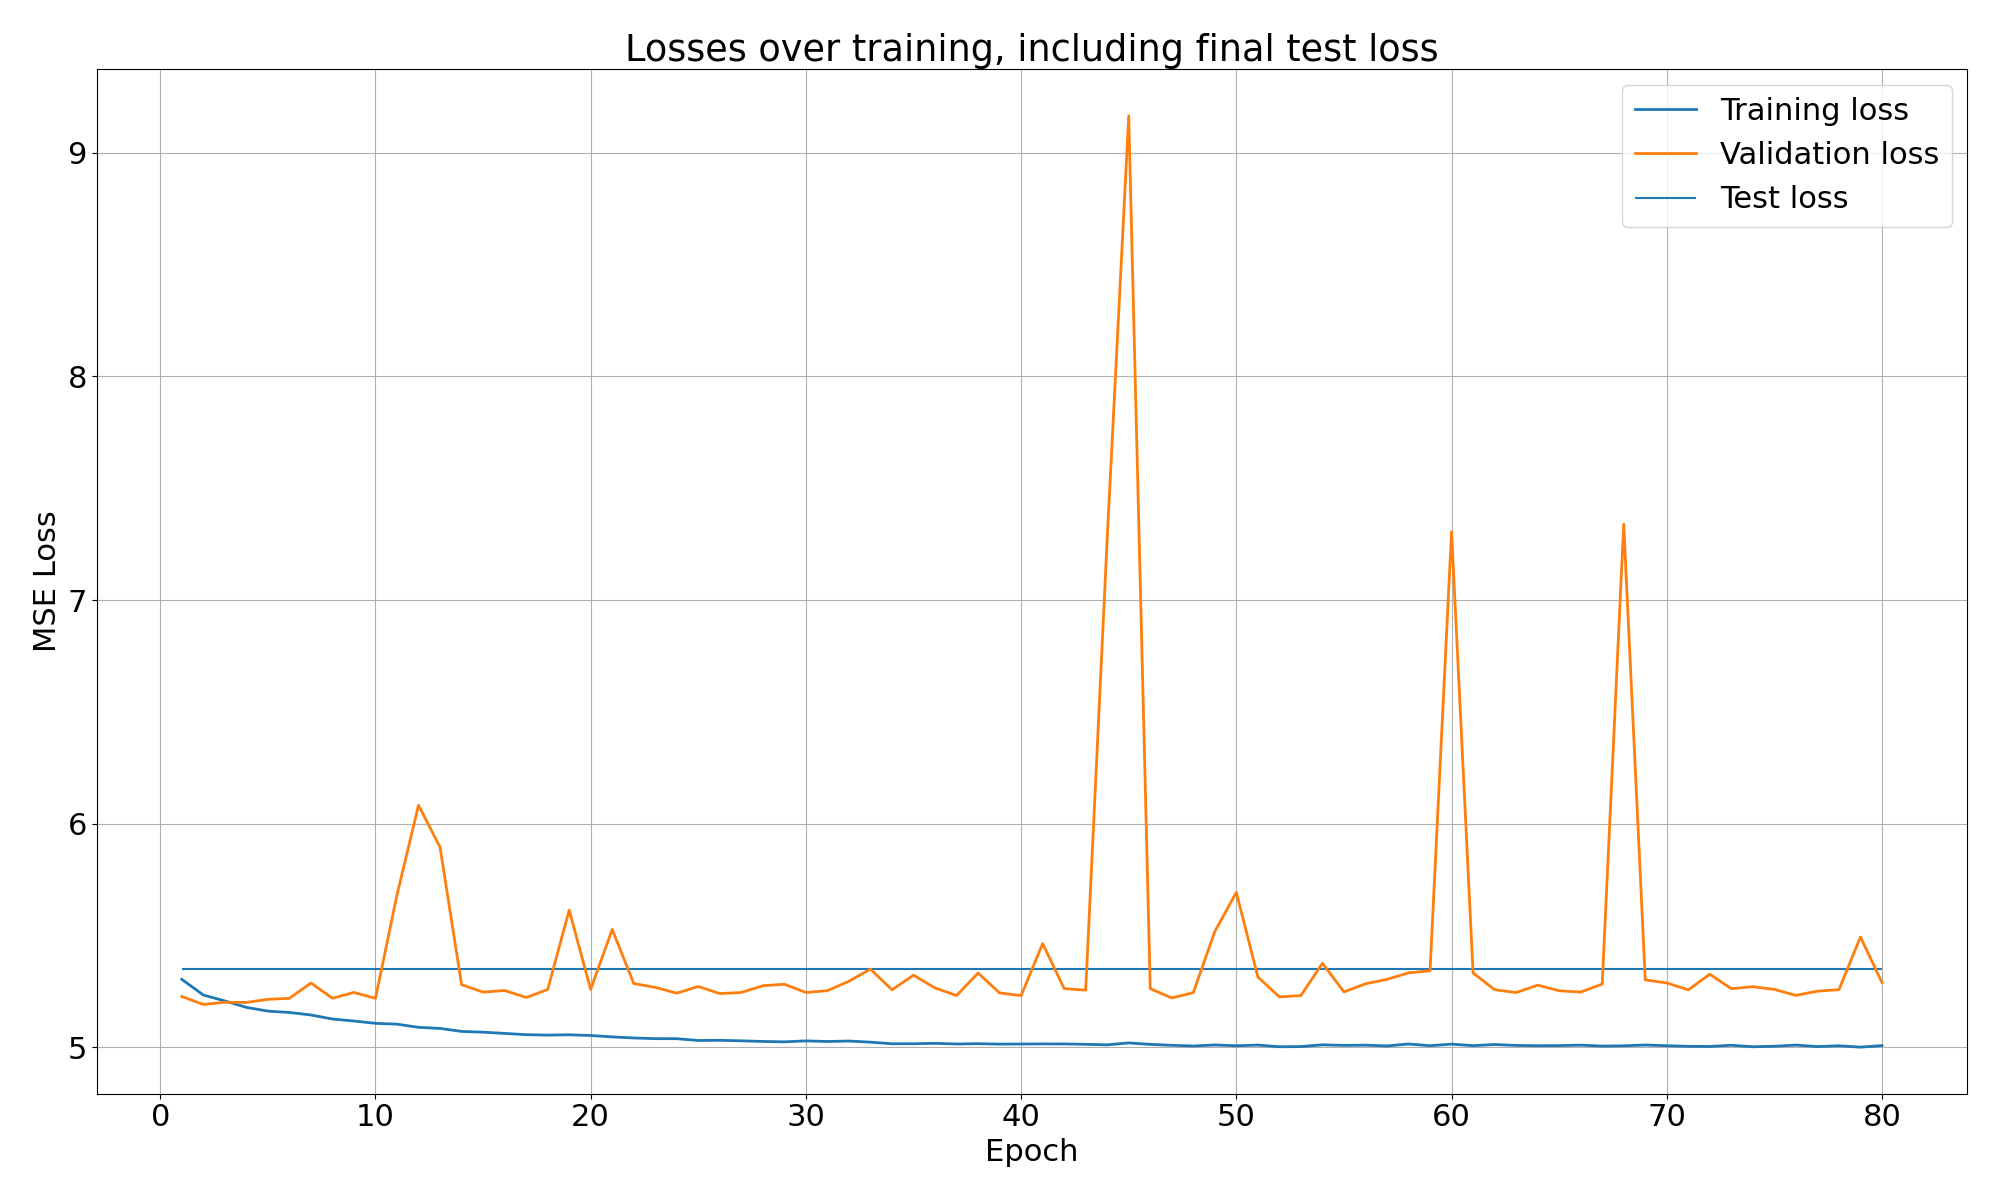 Losses over training, including final test loss
Training loss
Validation loss
Test loss
9
8
7
6
5
MSE Loss
0 10 20 30 40 50 60 70 80
Epoch